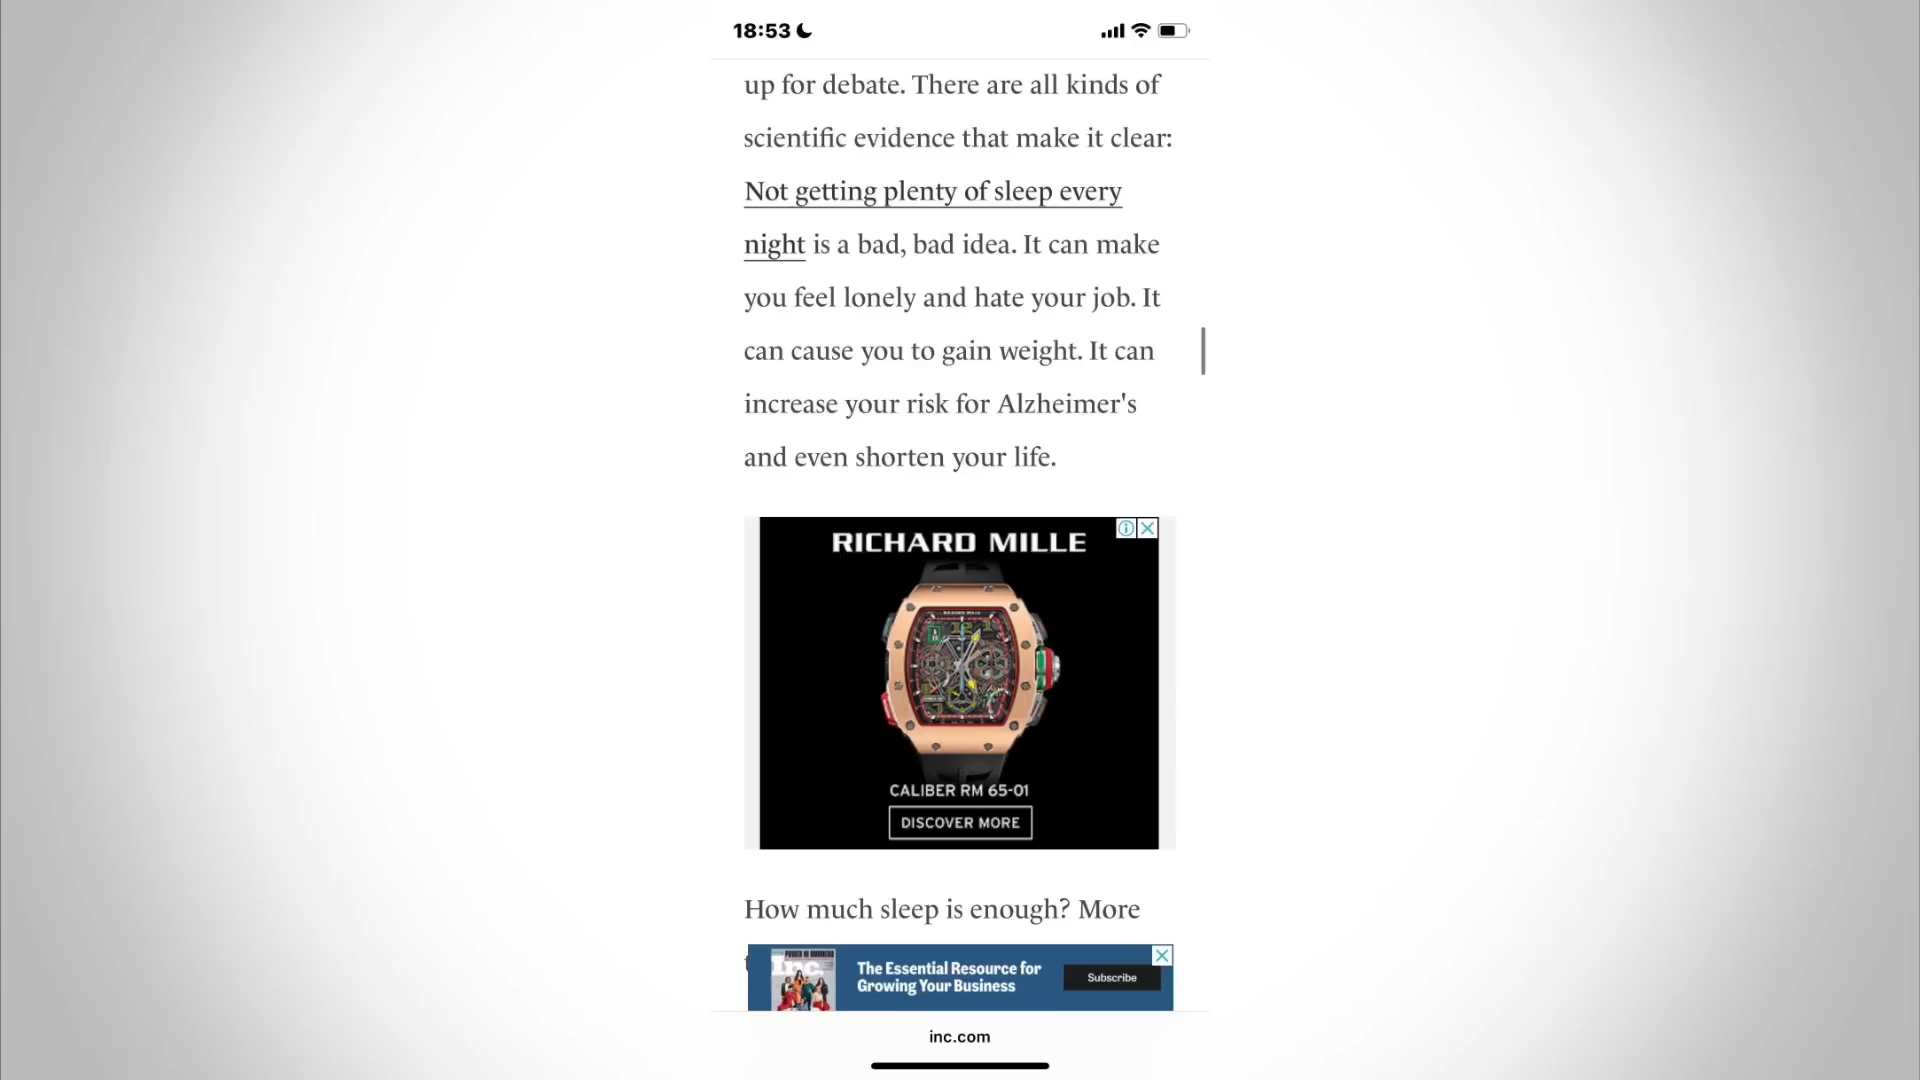 18:53
up for debate. There are all kinds of
scientific evidence that make it clear:
Not getting plenty of sleep every
night is a bad, bad idea. It can make
you feel lonely and hate your job. It
can cause you to gain weight. It can
increase your risk for Alzheimer's
and even shorten your life.
RICHARD MILLE
CALIBER RM 65-01
DISCOVER MORE
How much sleep is enough? More
Inc.
The Essential Resource for
Growing Your Business
Subscribe
inc.com